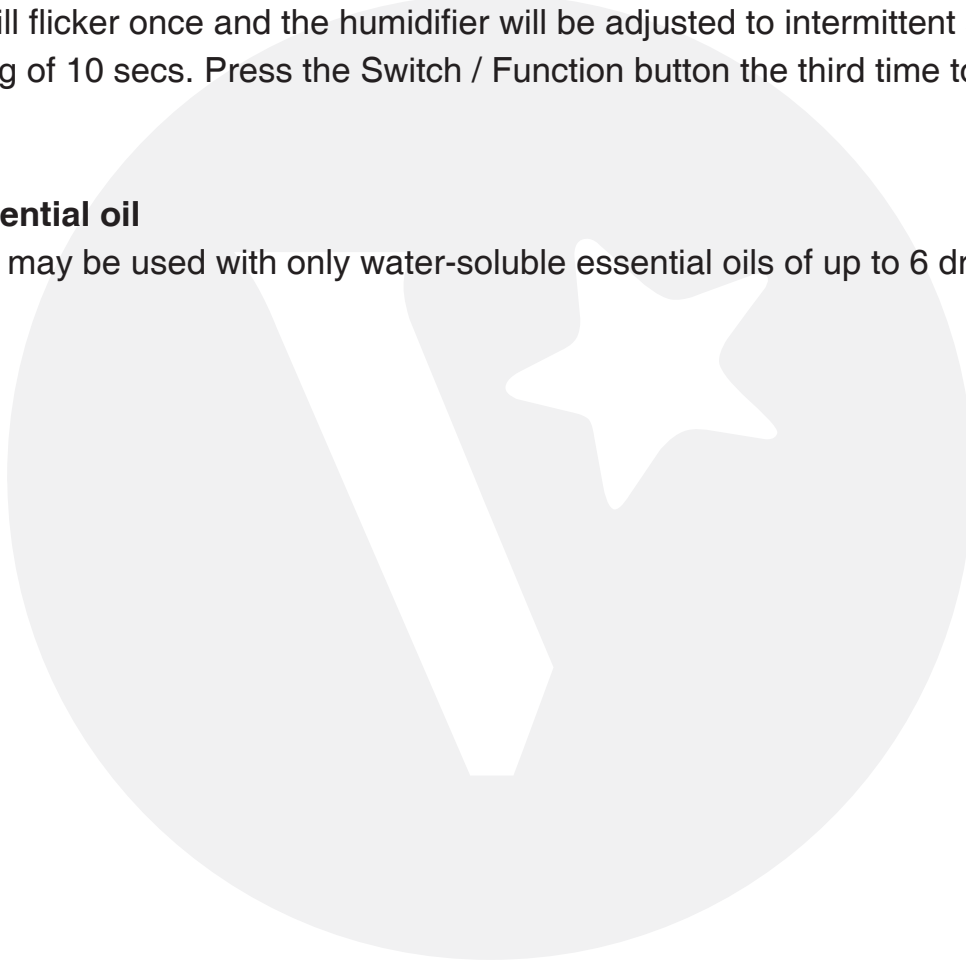 ill flicker once and the humidifier will be adjusted to intermittent
g of 10 secs. Press the Switch / Function button the third time to
ential oil
may be used with only water-soluble essential oils of up to 6 dr